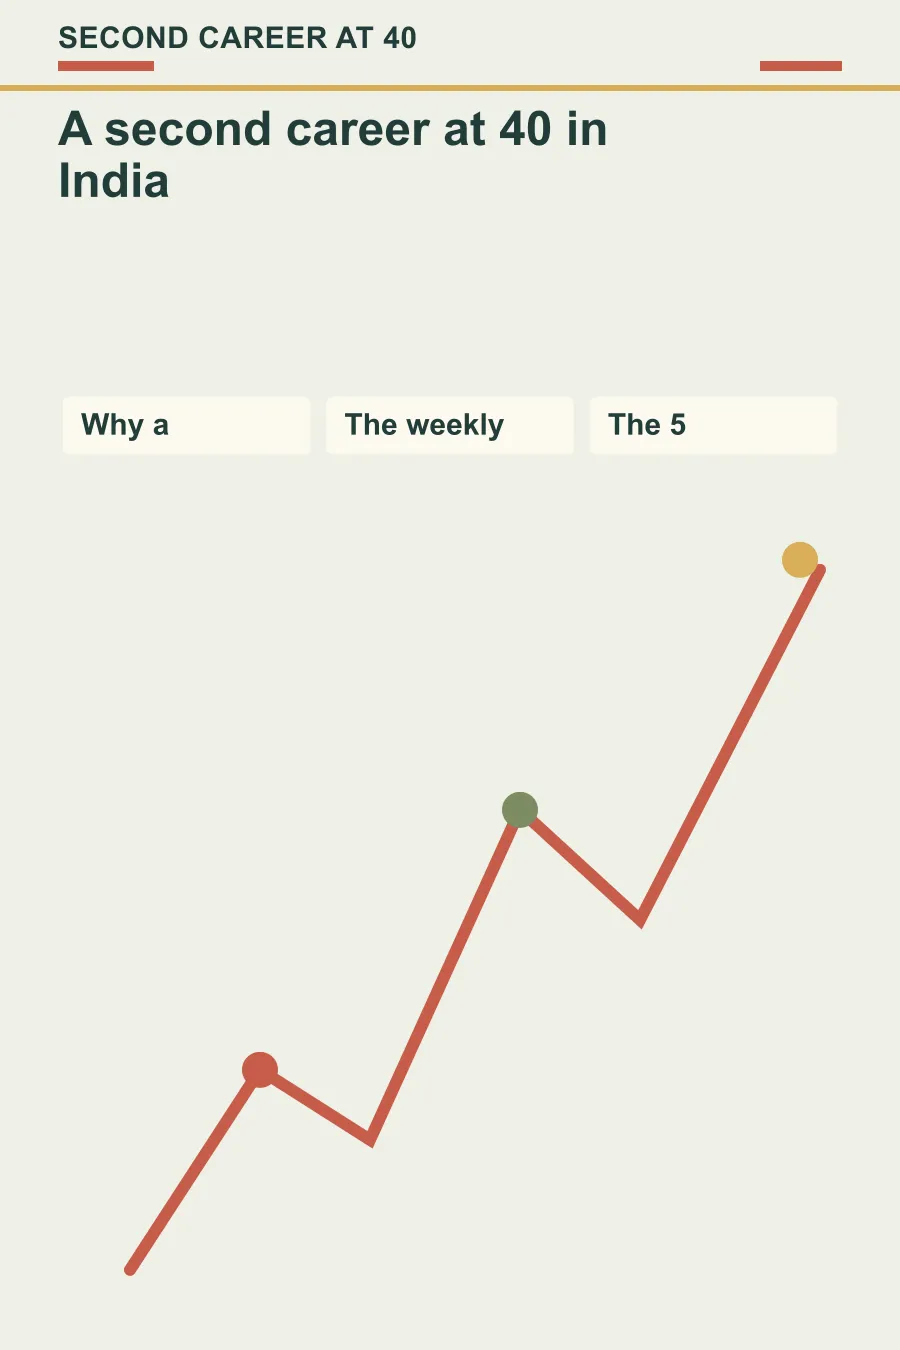 SECOND CAREER AT 40
A second career at 40 in
India
Why a
The weekly
The 5